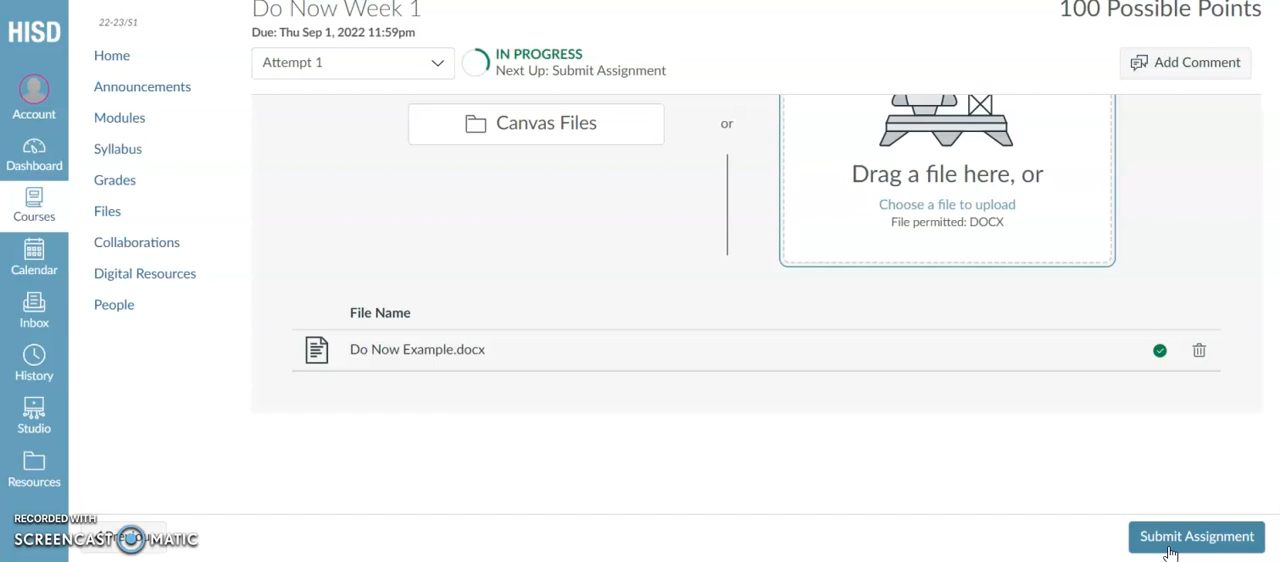 HISD
Account
Dashboard
Courses
Calendar
Inbox
History
Studio
Resources
22-23/S1
Home
Announcements
Modules
Syllabus
Grades
Files
Collaborations
Digital Resources
People
Do Now Week 1
100 Possible Points
Due: Thu Sep 1, 2022 11:59pm
Attempt 1
IN PROGRESS
Next Up: Submit Assignment
Add Comment
Canvas Files
or
Drag a file here, or
Choose a file to upload
File permitted: DOCX
File Name
Do Now Example.docx
RECORDED WITH
SCREENCAST MATIC
Submit Assignment